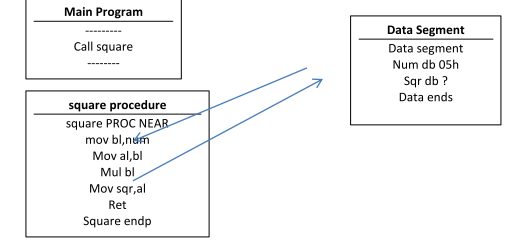 Main Program
---------
Call square
--------
square procedure
square PROC NEAR
mov bl,num
Mov al,bl
Mul bl
Mov sqr,al
Ret
Square endp
Data Segment
Data segment
Num db 05h
Sqr db ?
Data ends